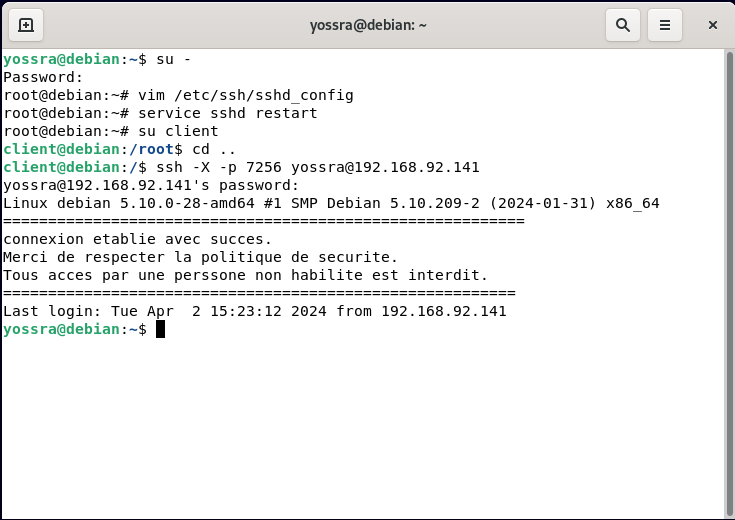 yossra@debian: ~
yossra@debian:~$ su -
Password:
root@debian:~# vim /etc/ssh/sshd_config
root@debian:~# service sshd restart
root@debian:~# su client
client@debian:/root$ cd ..
client@debian:/$ ssh -X -p 7256 yossra@192.168.92.141
yossra@192.168.92.141's password:
Linux debian 5.10.0-28-amd64 #1 SMP Debian 5.10.209-2 (2024-01-31) x86_64
==========================================================
connexion etablie avec succes.
Merci de respecter la politique de securite.
Tous acces par une perssone non habilite est interdit.
=========================================================
Last login: Tue Apr  2 15:23:12 2024 from 192.168.92.141
yossra@debian:~$